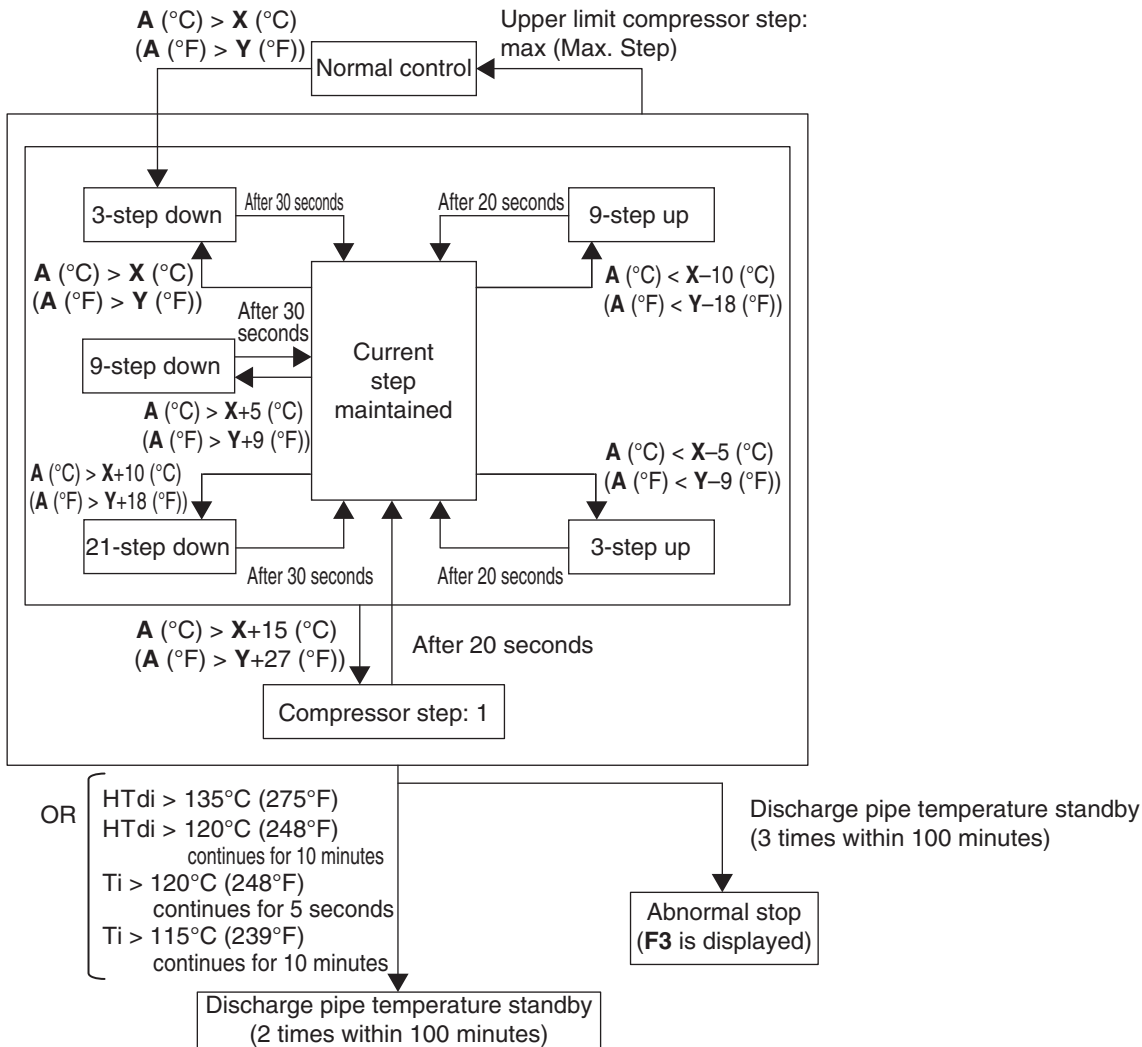 A (°C) > X (°C)
(A (°F) > Y (°F))
Upper limit compressor step:
max (Max. Step)
Normal control
3-step down
After 30 seconds
After 20 seconds
9-step up
A (°C) > X (°C)
(A (°F) > Y (°F))
A (°C) < X–10 (°C)
(A (°F) < Y–18 (°F))
After 30
seconds
9-step down
Current
step
maintained
A (°C) > X+5 (°C)
(A (°F) > Y+9 (°F))
A (°C) < X–5 (°C)
(A (°F) < Y–9 (°F))
A (°C) > X+10 (°C)
(A (°F) > Y+18 (°F))
21-step down
3-step up
After 30 seconds
After 20 seconds
A (°C) > X+15 (°C)
(A (°F) > Y+27 (°F))
After 20 seconds
Compressor step: 1
OR
HTdi > 135°C (275°F)
HTdi > 120°C (248°F)
continues for 10 minutes
Ti > 120°C (248°F)
continues for 5 seconds
Ti > 115°C (239°F)
continues for 10 minutes
Discharge pipe temperature standby
(3 times within 100 minutes)
Abnormal stop
(F3 is displayed)
Discharge pipe temperature standby
(2 times within 100 minutes)